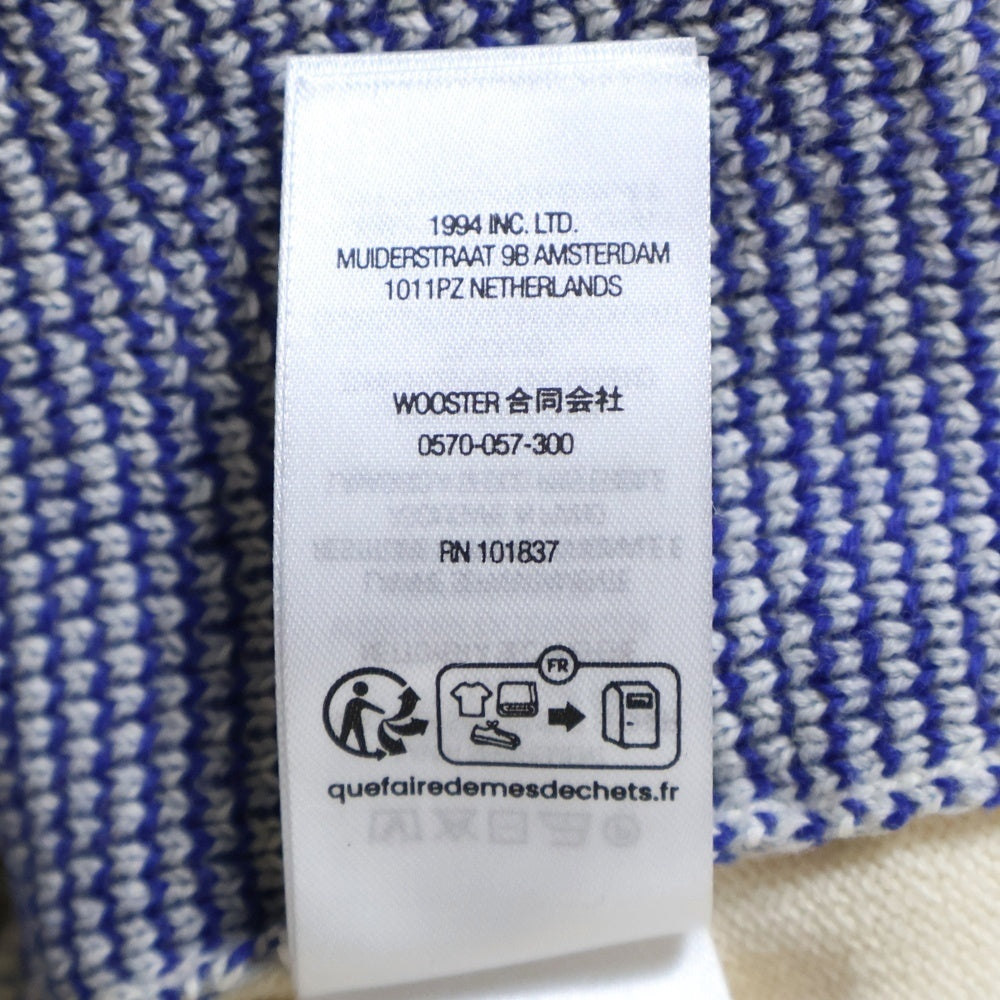 1994 INC. LTD.
MUIDERSTRAAT 9B AMSTERDAM
1011PZ NETHERLANDS
WOOSTER 合同会社
0570-057-300
RN 101837
FR
quefairedemesdechets.fr